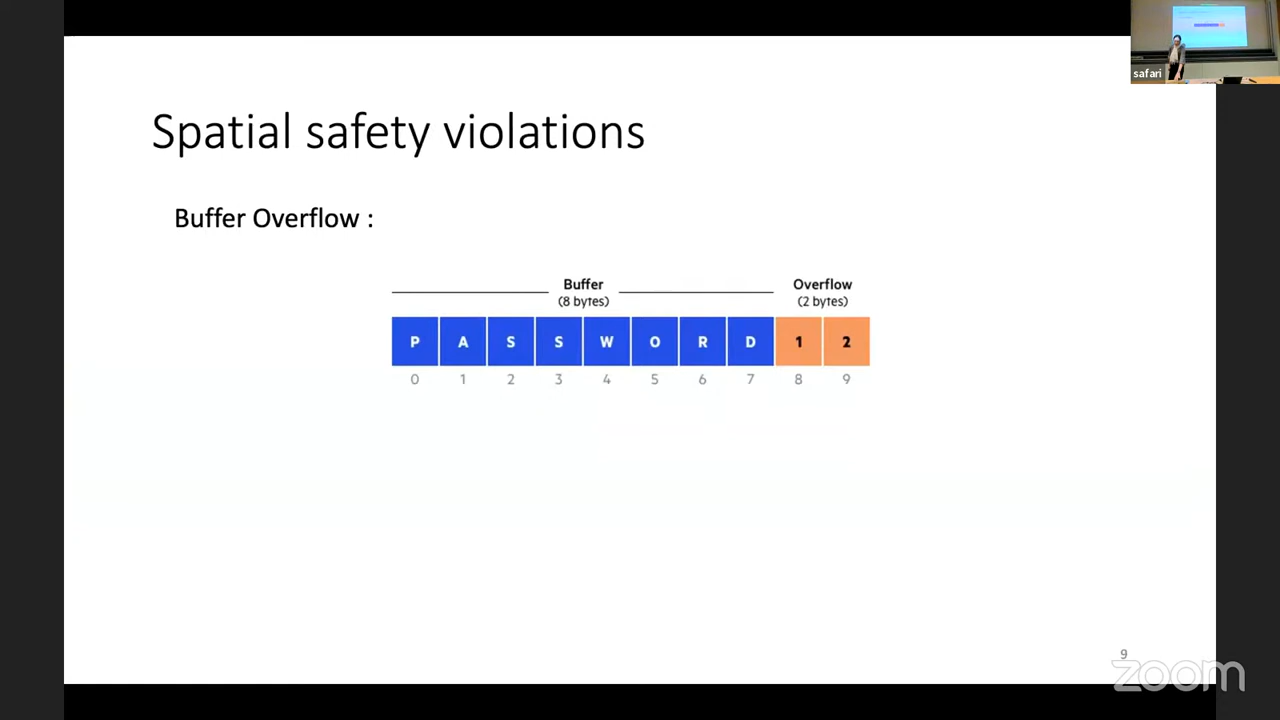 safari
Spatial safety violations
Buffer Overflow :
Buffer Overflow
(8 bytes) (2 bytes)
P A S S W O R D 1 2
0 1 2 3 4 5 6 7 8 9
9
zoom